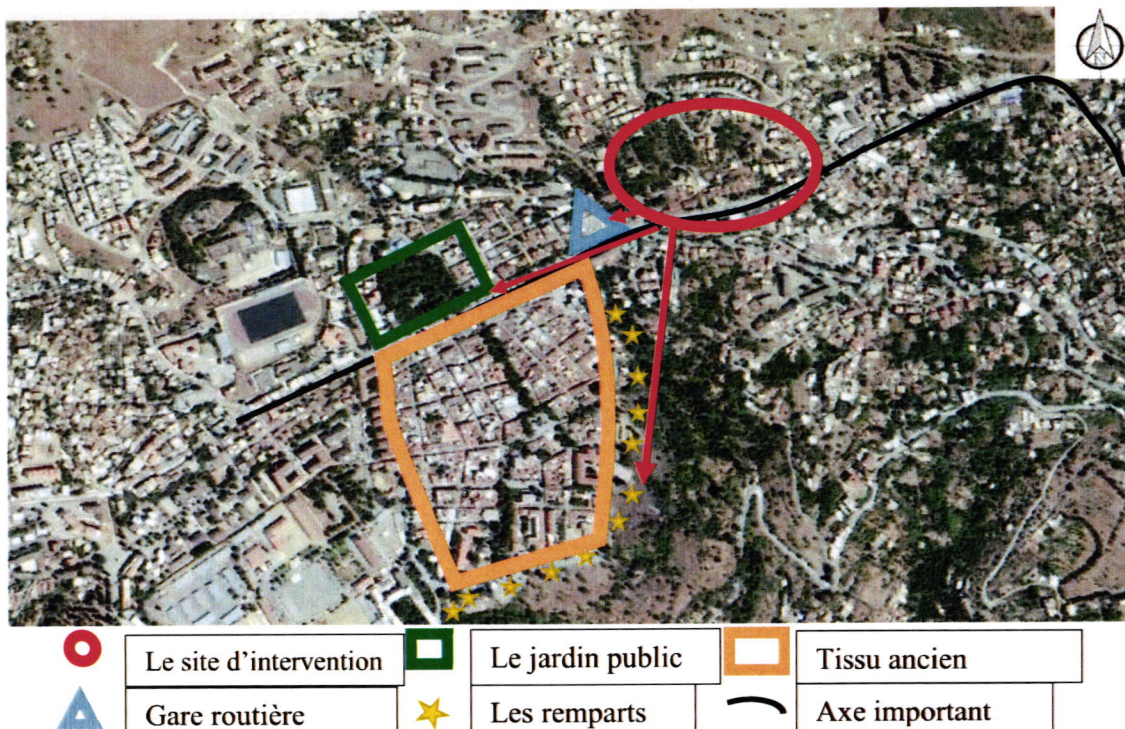 N
Le site d'intervention
Le jardin public
Tissu ancien
Gare routière
Les remparts
Axe important